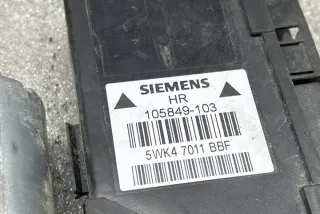 SIEMENS
HR
105849-103
5WK4 7011 BBF